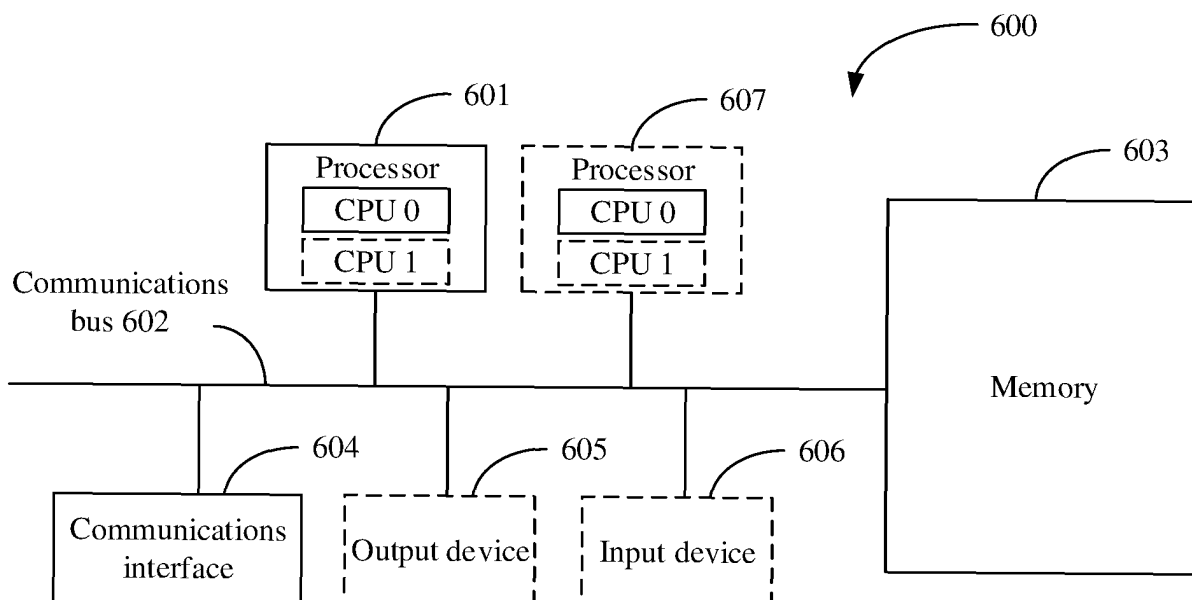 600
601
607
603
Processor
CPU 0
CPU 1
Processor
CPU 0
CPU 1
Communications
bus 602
Memory
604
605
606
Communications
interface
Output device
Input device